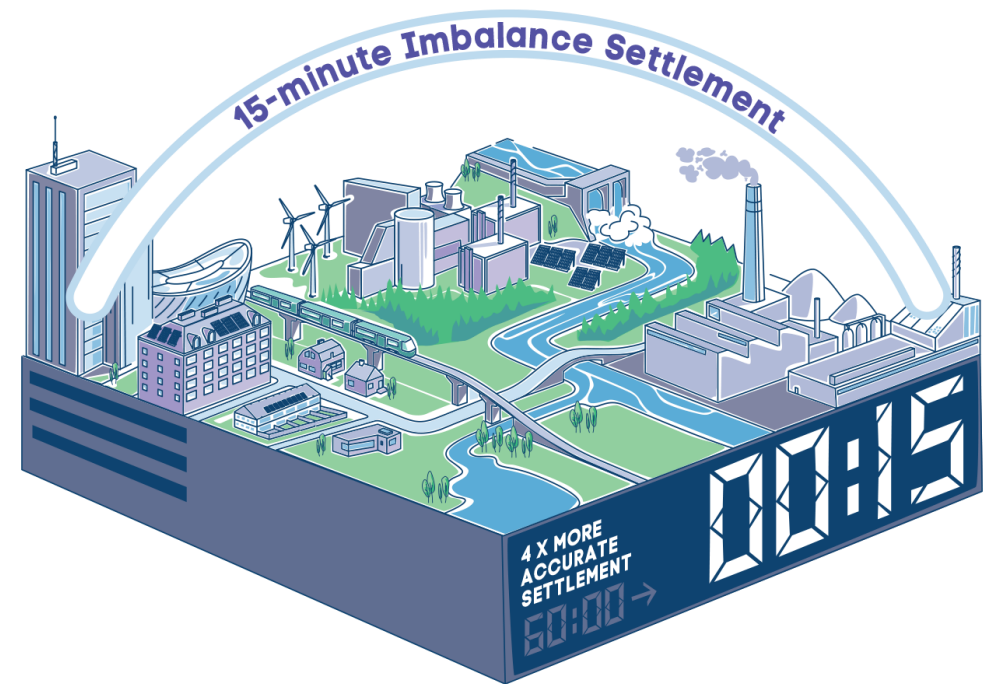 15-minute Imbalance Settlement
00:15
4 X MORE
ACCURATE
SETTLEMENT
60:00 →